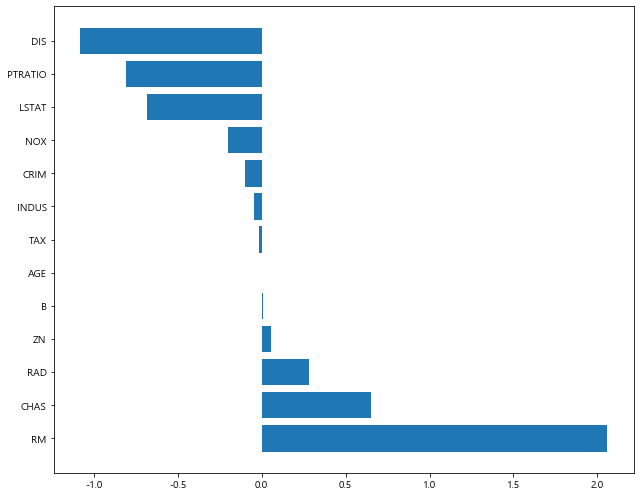 DIS
PTRATIO
LSTAT
NOX
CRIM
INDUS
TAX
AGE
B
ZN
RAD
CHAS
RM
-1.0 -0.5 0.0 0.5 1.0 1.5 2.0